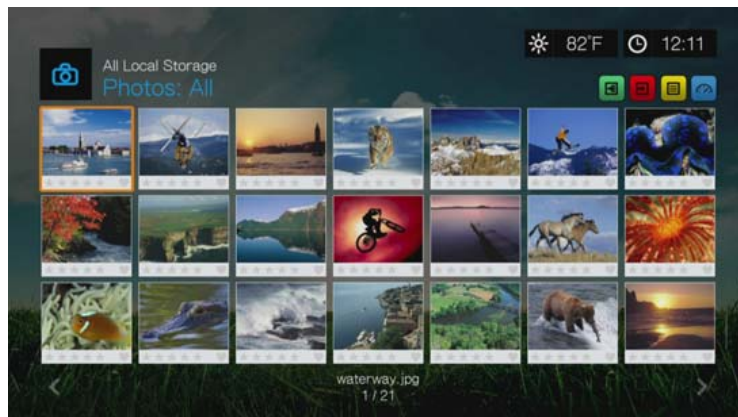 82°F
12:11
All Local Storage
Photos: All
waterway.jpg
1 / 21